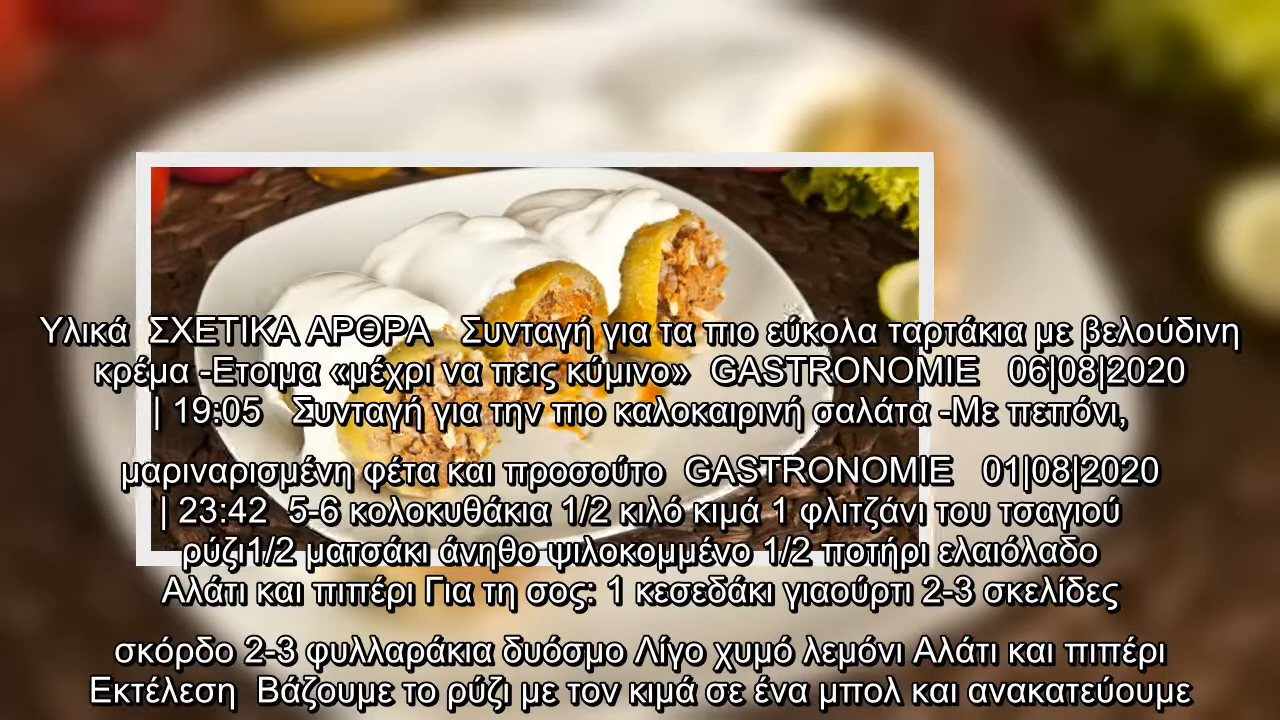 Υλικά  ΣΧΕΤΙΚΑ ΑΡΘΡΑ   Συνταγή για τα πιο εύκολα ταρτάκια με βελούδινη
κρέμα -Ετοιμα «μέχρι να πεις κύμινο»  GASTRONOMIE   06|08|2020
| 19:05   Συνταγή για την πιο καλοκαιρινή σαλάτα -Με πεπόνι,
μαριναρισμένη φέτα και προσούτο  GASTRONOMIE   01|08|2020
| 23:42  5-6 κολοκυθάκια 1/2 κιλό κιμά 1 φλιτζάνι του τσαγιού
ρύζι1/2 ματσάκι άνηθο ψιλοκομμένο 1/2 ποτήρι ελαιόλαδο
Αλάτι και πιπέρι Για τη σος: 1 κεσεδάκι γιαούρτι 2-3 σκελίδες
σκόρδο 2-3 φυλλαράκια δυόσμο Λίγο χυμό λεμόνι Αλάτι και πιπέρι
Εκτέλεση  Βάζουμε το ρύζι με τον κιμά σε ένα μπολ και ανακατεύουμε